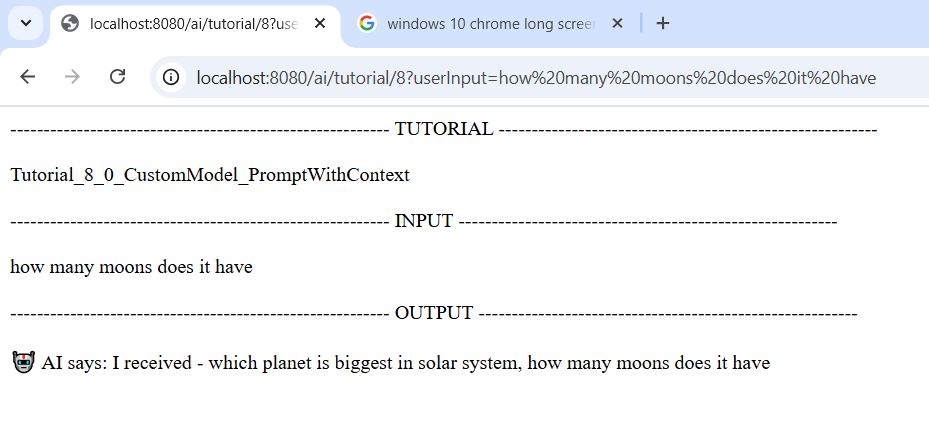 localhost:8080/ai/tutorial/8?use
windows 10 chrome long screen
localhost:8080/ai/tutorial/8?userInput=how%20many%20moons%20does%20it%20have
--------------------------------------------------------- TUTORIAL ---------------------------------------------------------
Tutorial_8_0_CustomModel_PromptWithContext
--------------------------------------------------------- INPUT ---------------------------------------------------------
how many moons does it have
--------------------------------------------------------- OUTPUT ---------------------------------------------------------
🤖 AI says: I received - which planet is biggest in solar system, how many moons does it have